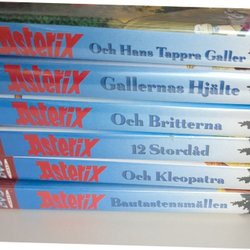 Asterix Och Hans Tappra Galler
Asterix Gallernas Hjälte
Asterix Och Britterna
Asterix 12 Stordåd
Asterix Och Kleopatra
Asterix Bautastensmällen